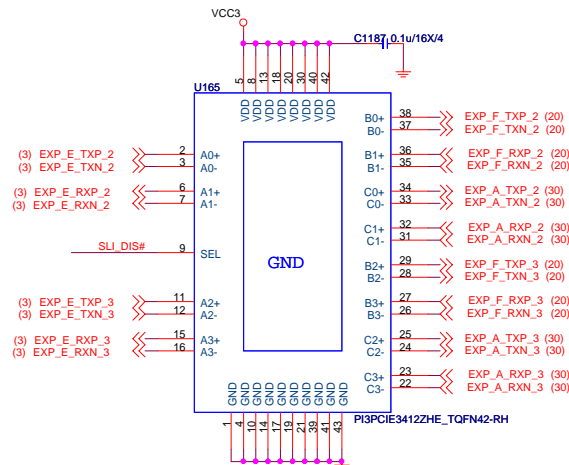 VCC3
C1187 0.1u/16X/4
U165
5 8 13 18 20 30 40 42
VDD VDD VDD VDD VDD VDD VDD VDD
(3) EXP_E_TXP_2 2 A0+
(3) EXP_E_TXN_2 3 A0-
(3) EXP_E_RXP_2 6 A1+
(3) EXP_E_RXN_2 7 A1-
SLI_DIS# 9 SEL
(3) EXP_E_TXP_3 11 A2+
(3) EXP_E_TXN_3 12 A2-
(3) EXP_E_RXP_3 15 A3+
(3) EXP_E_RXN_3 16 A3-
GND
B0+ 38 EXP_F_TXP_2 (20)
B0- 37 EXP_F_TXN_2 (20)
B1+ 36 EXP_F_RXP_2 (20)
B1- 35 EXP_F_RXN_2 (20)
C0+ 34 EXP_A_TXP_2 (30)
C0- 33 EXP_A_TXN_2 (30)
C1+ 32 EXP_A_RXP_2 (30)
C1- 31 EXP_A_RXN_2 (30)
B2+ 29 EXP_F_TXP_3 (20)
B2- 28 EXP_F_TXN_3 (20)
B3+ 27 EXP_F_RXP_3 (20)
B3- 26 EXP_F_RXN_3 (20)
C2+ 25 EXP_A_TXP_3 (30)
C2- 24 EXP_A_TXN_3 (30)
C3+ 23 EXP_A_RXP_3 (30)
C3- 22 EXP_A_RXN_3 (30)
GND GND GND GND GND GND GND GND GND GND
1 4 10 14 17 19 21 39 41 43
PI3PCIE3412ZHE_TQFN42-RH